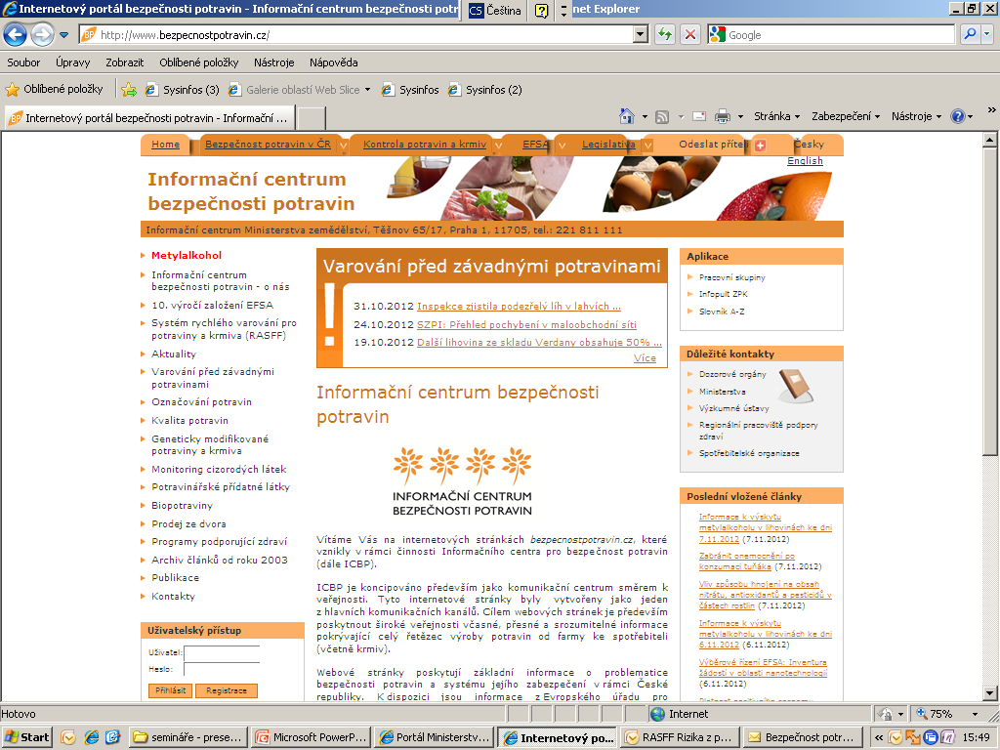 Internetový portál bezpečnosti potravin - Informační centrum bezpečnosti potr
CS Čeština
net Explorer
http://www.bezpecnostpotravin.cz/
Google
Soubor Úpravy Zobrazit Oblíbené položky Nástroje Nápověda
Oblíbené položky Sysinfos (3) Galerie oblastí Web Slice Sysinfos Sysinfos (2)
Internetový portál bezpečnosti potravin - Informační ...
Stránka Zabezpečení Nástroje »
Home Bezpečnost potravin v ČR Kontrola potravin a krmiv EFSA Legislativa Odeslat příteli Česky
English
Informační centrum
bezpečnosti potravin
Informační centrum Ministerstva zemědělství, Těšnov 65/17, Praha 1, 11705, tel.: 221 811 111
Metylalkohol
Informační centrum
bezpečnosti potravin - o nás
10. výročí založení EFSA
Systém rychlého varování pro
potraviny a krmiva (RASFF)
Aktuality
Varování před závadnými
potravinami
Označování potravin
Kvalita potravin
Geneticky modifikované
potraviny a krmiva
Monitoring cizorodých látek
Potravinářské přídatné látky
Biopotraviny
Prodej ze dvora
Programy podporující zdraví
Archiv článků od roku 2003
Publikace
Kontakty
Uživatelský přístup
Uživatel:
Heslo:
Přihlásit Registrace
Varování před závadnými potravinami
31.10.2012 Inspekce zjistila podezřelý líh v lahvích ...
24.10.2012 SZPI: Přehled pochybení v maloobchodní síti
19.10.2012 Další lihovina ze skladu Verdany obsahuje 50% ...
Více
Informační centrum bezpečnosti
potravin
INFORMAČNÍ CENTRUM
BEZPEČNOSTI POTRAVIN
Vítáme Vás na internetových stránkách bezpecnostpotravin.cz, které
vznikly v rámci činnosti Informačního centra pro bezpečnost potravin
(dále ICBP).
ICBP je koncipováno především jako komunikační centrum směrem k
veřejnosti. Tyto internetové stránky byly vytvořeny jako jeden
z hlavních komunikačních kanálů. Cílem webových stránek je především
poskytnout široké veřejnosti včasné, přesné a srozumitelné informace
pokrývající celý řetězec výroby potravin od farmy ke spotřebiteli
(včetně krmiv).
Webové stránky poskytují základní informace o problematice
bezpečnosti potravin a systému jejího zabezpečení v rámci České
republiky. K dispozici jsou informace z Evropského úřadu pro
Aplikace
Pracovní skupiny
Infopult ZPK
Slovník A-Z
Důležité kontakty
Dozorové orgány
Ministerstva
Výzkumné ústavy
Regionální pracoviště podpory
zdraví
Spotřebitelské organizace
Poslední vložené články
Informace k výskytu
metylalkoholu v lihovinách ke dni
7.11.2012 (7.11.2012)
Zabránit onemocnění po
konzumaci tuňáka (7.11.2012)
Vliv způsobu hnojení na obsah
nitrátu, antioxidantů a pesticidů v
částech rostlin (7.11.2012)
Informace k výskytu
metylalkoholu v lihovinách ke dni
6.11.2012 (6.11.2012)
Výběrové řízení EFSA: Inventura
žádostí v oblasti nanotechnologií
(6.11.2012)
Hotovo Internet 75%
Start semináře - prese... Microsoft PowerP... Portál Ministerstv... Internetový po... RASFF Rizika z p... Bezpečnost potr... « 15:49